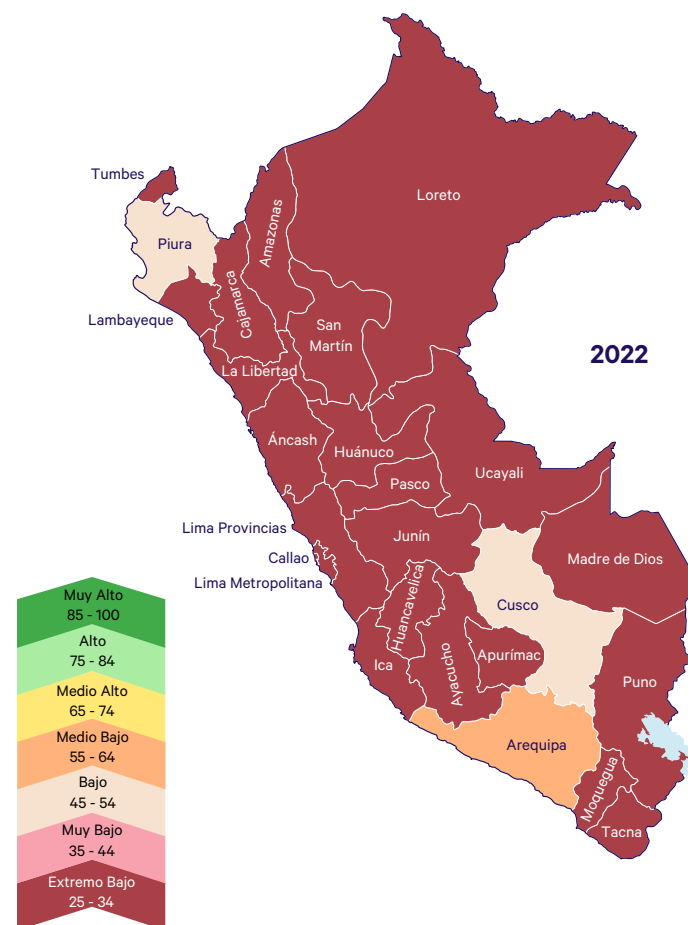 Tumbes
Loreto
Piura
Amazonas
Cajamarca
Lambayeque
San
Martín
2022
La Libertad
Áncash
Huánuco
Ucayali
Pasco
Lima Provincias
Junín
Callao
Madre de Dios
Lima Metropolitana
Huancavelica
Cusco
Ica
Ayacucho
Apurímac
Puno
Arequipa
Moquegua
Tacna
Muy Alto
85 - 100
Alto
75 - 84
Medio Alto
65 - 74
Medio Bajo
55 - 64
Bajo
45 - 54
Muy Bajo
35 - 44
Extremo Bajo
25 - 34